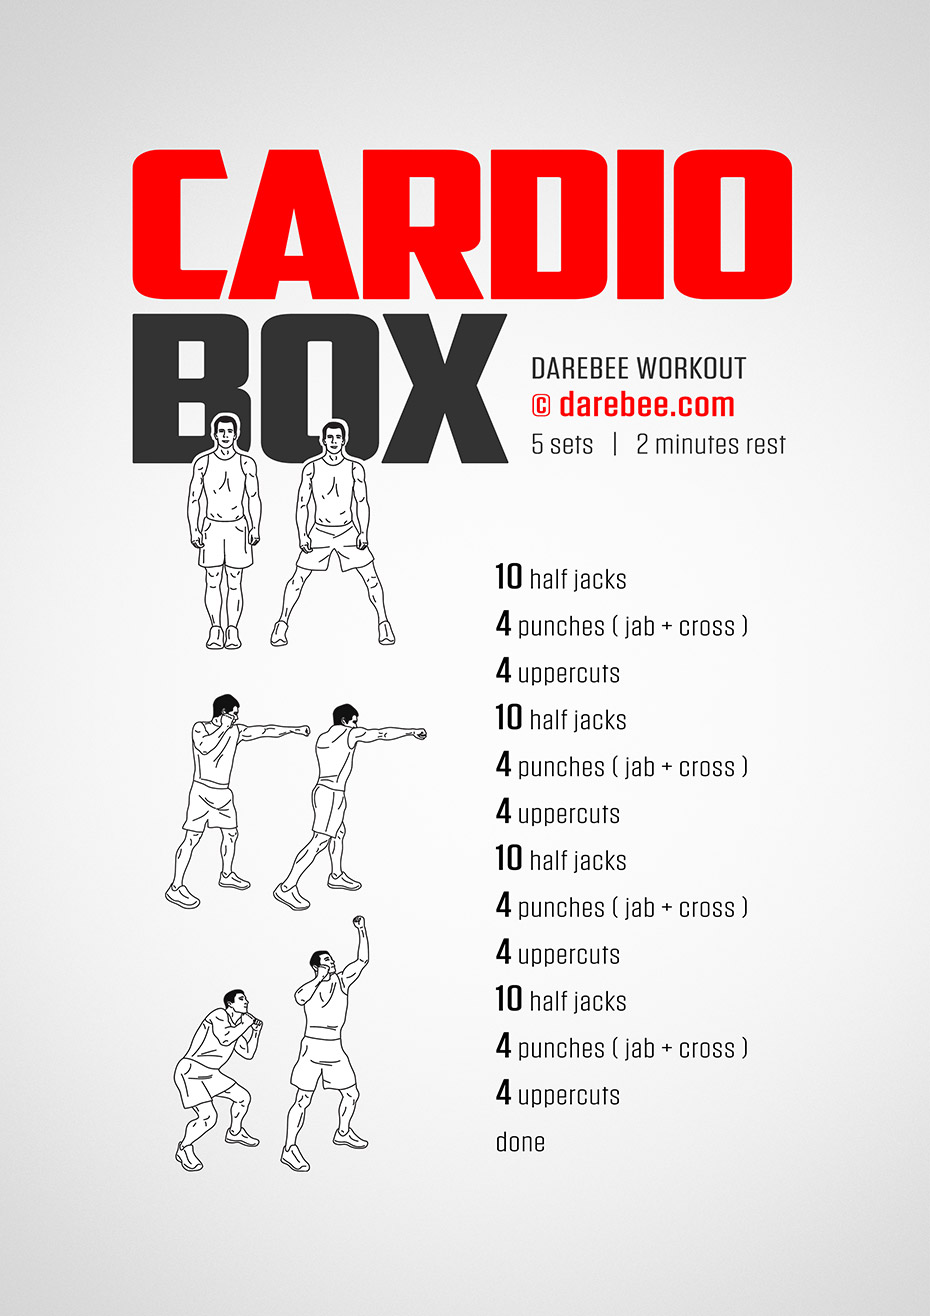 CARDIO
BOX
DAREBEE WORKOUT
© darebee.com
5 sets | 2 minutes rest
10 half jacks
4 punches ( jab + cross )
4 uppercuts
10 half jacks
4 punches ( jab + cross )
4 uppercuts
10 half jacks
4 punches ( jab + cross )
4 uppercuts
10 half jacks
4 punches ( jab + cross )
4 uppercuts
done